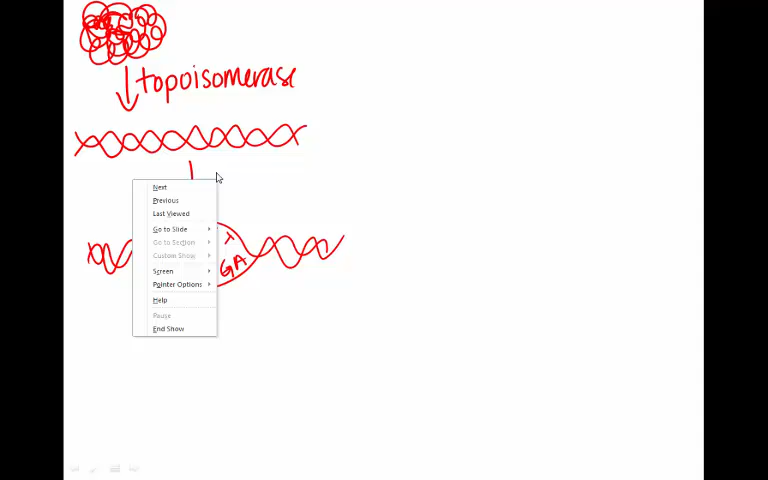 topoisomerase
Next
Previous
Last Viewed
Go to Slide
Go to Section
Custom Show
Screen
Pointer Options
Help
Pause
End Show
T
GA